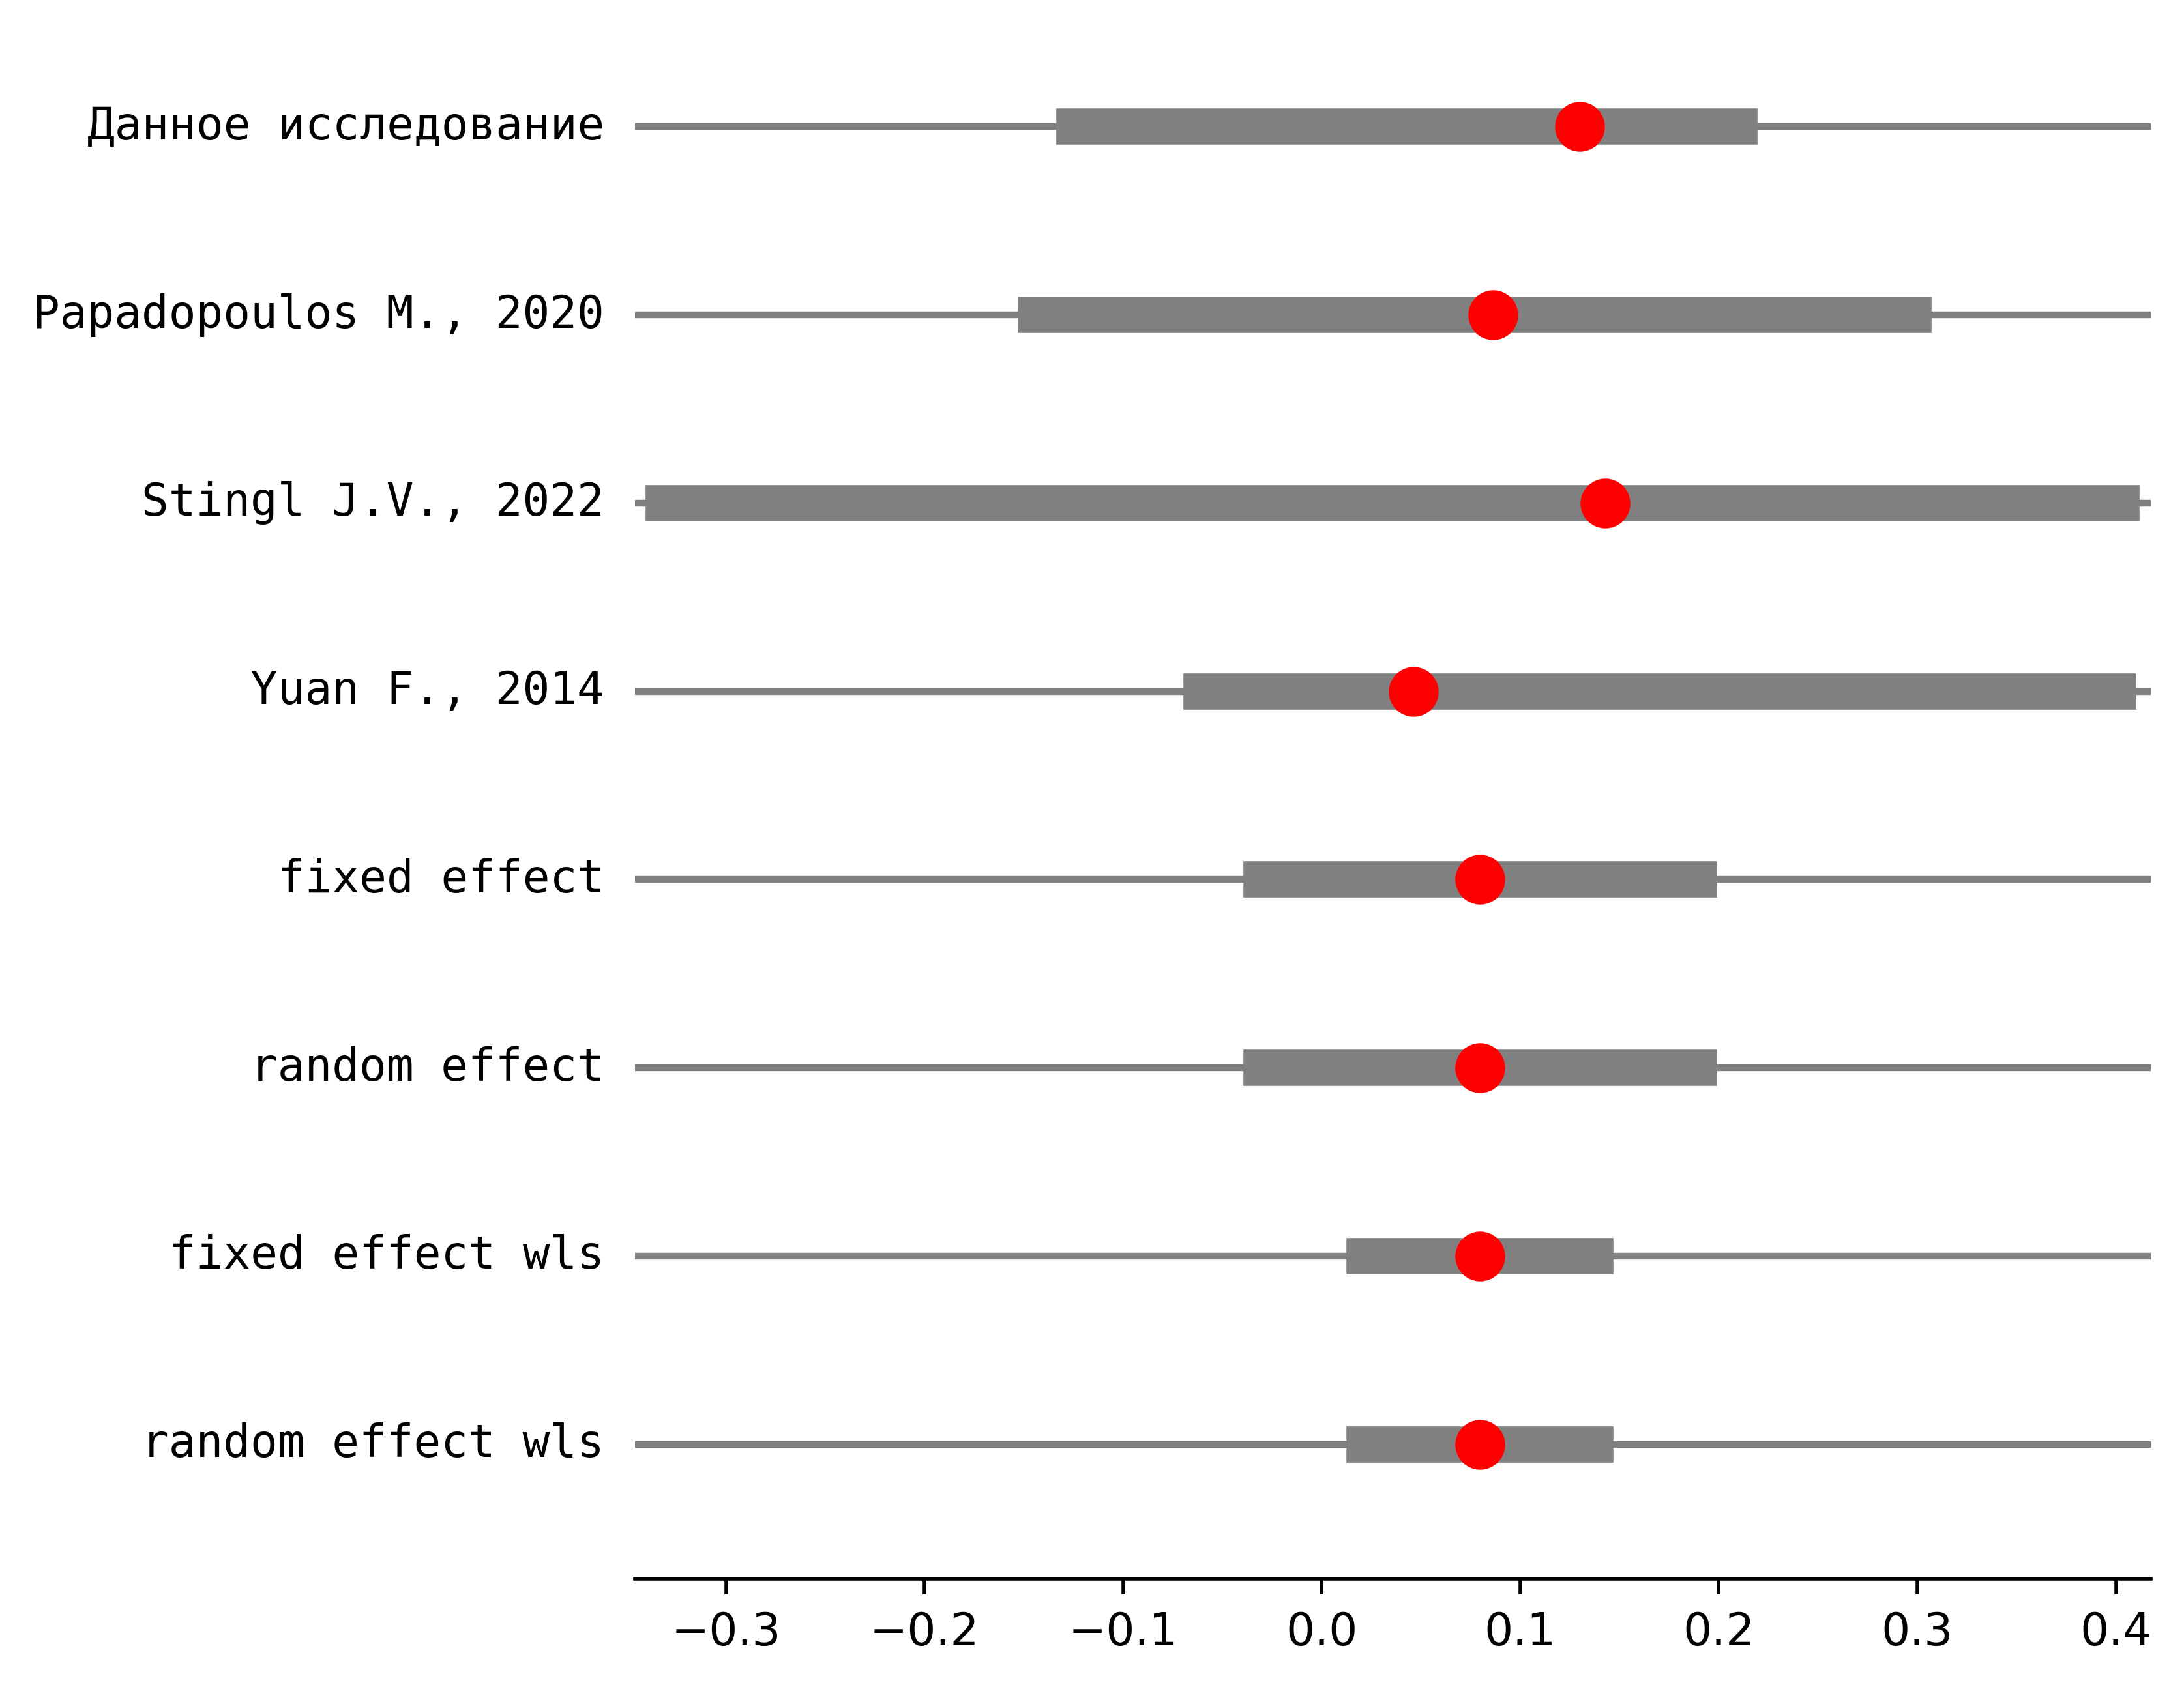 Данное исследование
Papadopoulos M., 2020
Stingl J.V., 2022
Yuan F., 2014
fixed effect
random effect
fixed effect wls
random effect wls
−0.3 −0.2 −0.1 0.0 0.1 0.2 0.3 0.4